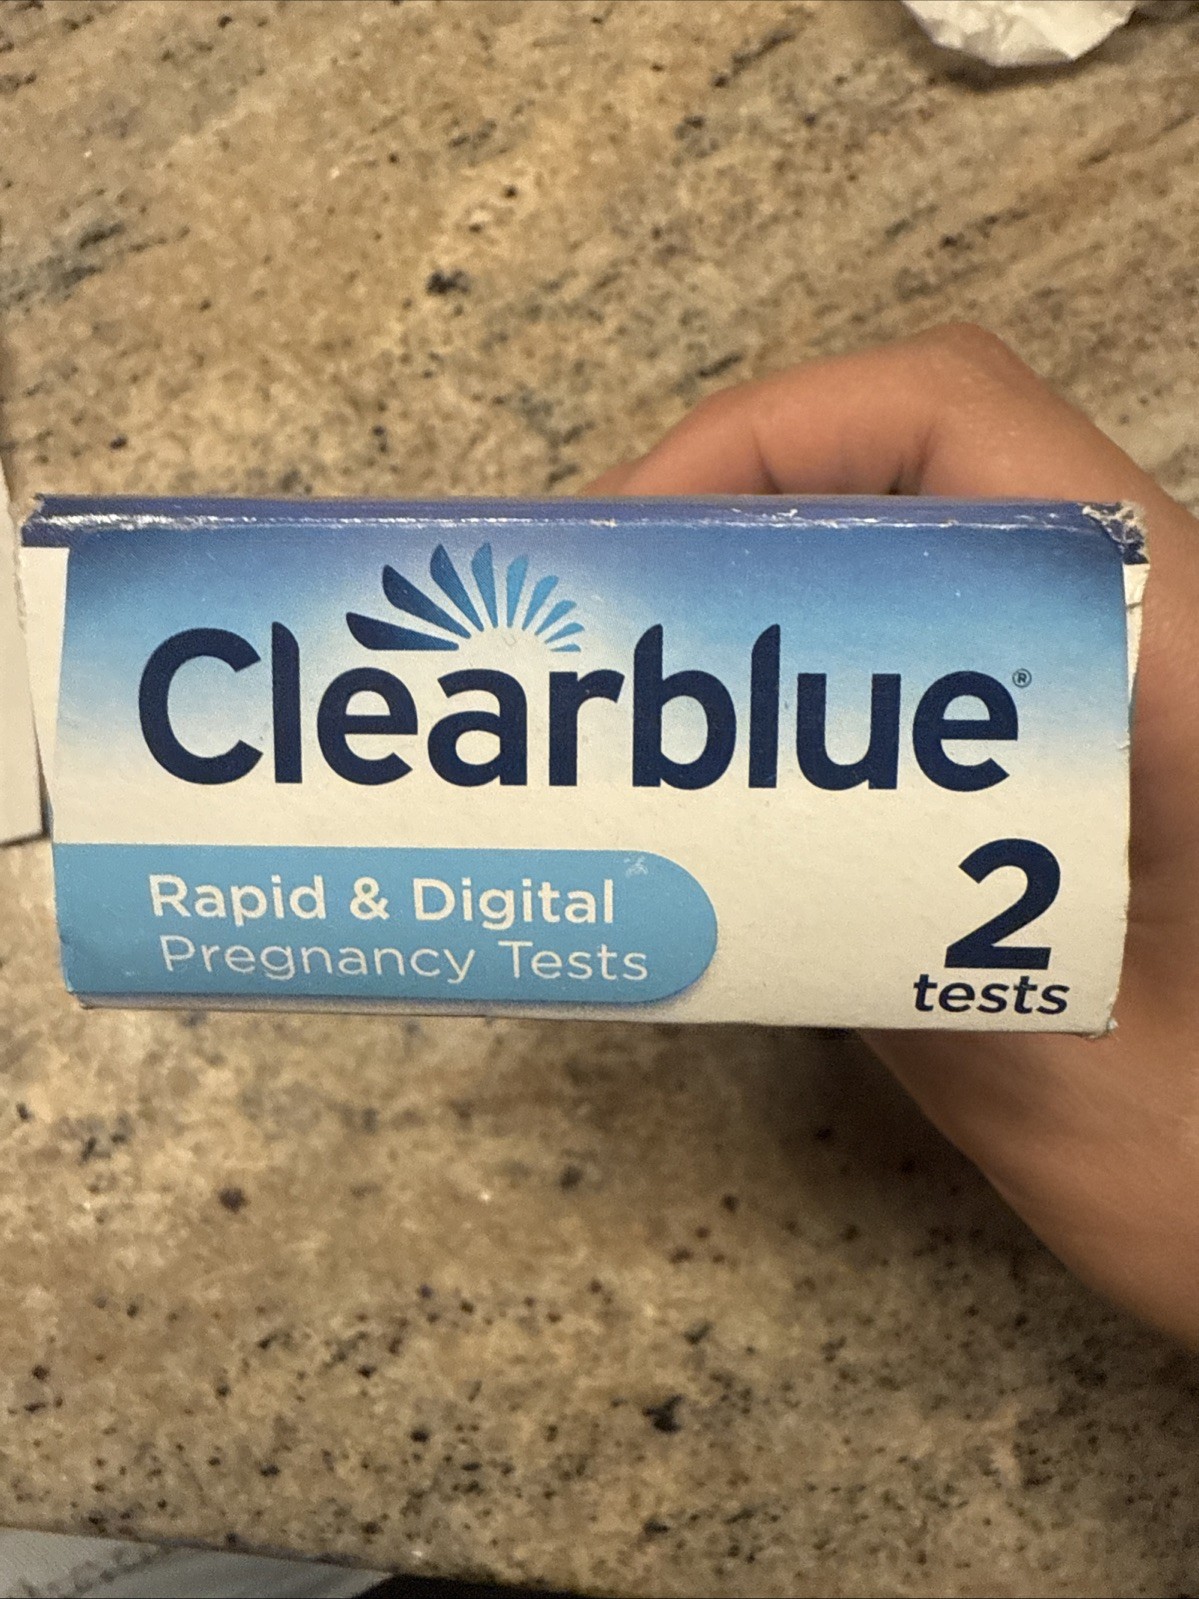 Clearblue®
Rapid & Digital
Pregnancy Tests
2
tests